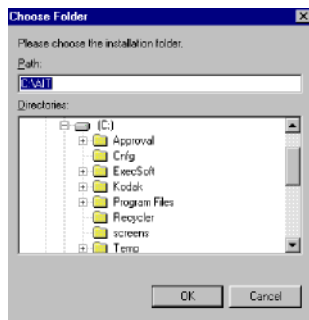 Choose Folder
Please choose the installation folder.
Path:
C:\AIT
Directories:
(C:)
Approval
Cnfg
ExecSoft
Kodak
Program Files
Recycler
screens
Temp
OK
Cancel